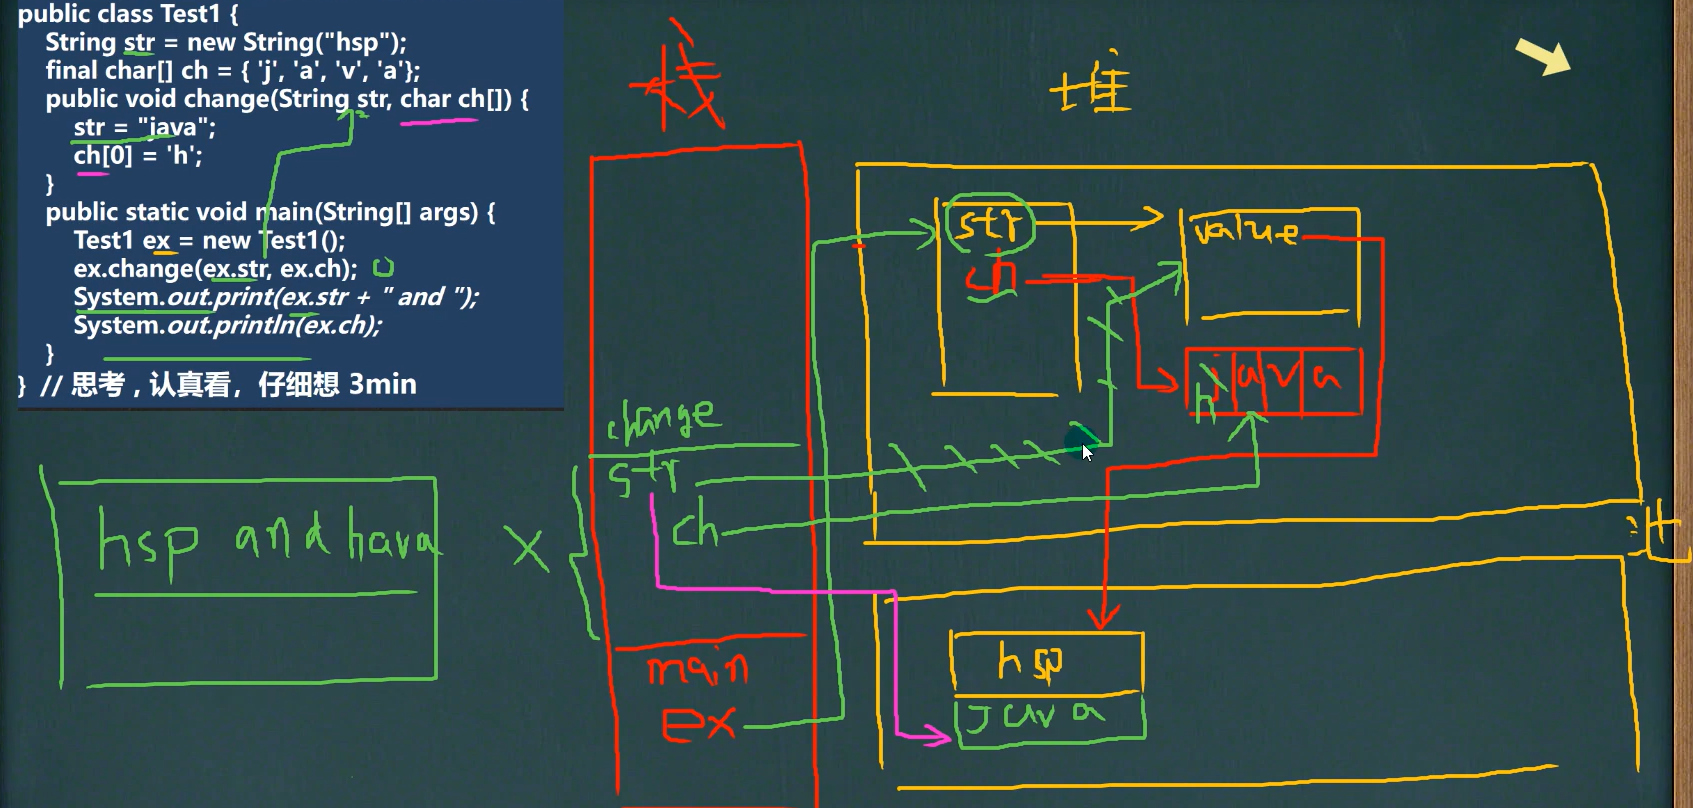 public class Test1 {
String str = new String("hsp");
final char[] ch = { 'j', 'a', 'v', 'a'};
public void change(String str, char ch[]) {
str = "java";
ch[0] = 'h';
}
public static void main(String[] args) {
Test1 ex = new Test1();
ex.change(ex.str, ex.ch);
System.out.print(ex.str + " and ");
System.out.println(ex.ch);
}
} // 思考，认真看，仔细想 3min
栈
堆
str
ch
value
j a v a
h
change
str
ch
main
ex
hsp and hava
hsp
java